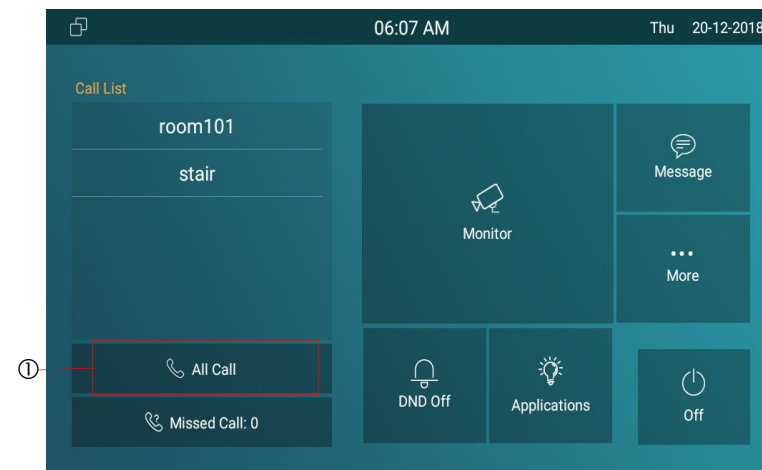 06:07 AM
Thu 20-12-2018
Call List
room101
stair
Monitor
Message
More
① All Call
Missed Call: 0
DND Off
Applications
Off